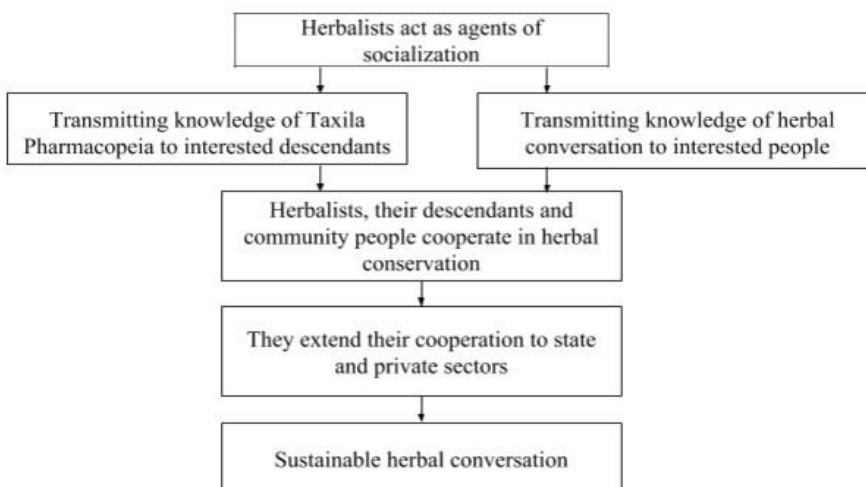 Herbalists act as agents of
socialization
Transmitting knowledge of Taxila
Pharmacopeia to interested descendants
Transmitting knowledge of herbal
conversation to interested people
Herbalists, their descendants and
community people cooperate in herbal
conservation
They extend their cooperation to state
and private sectors
Sustainable herbal conversation